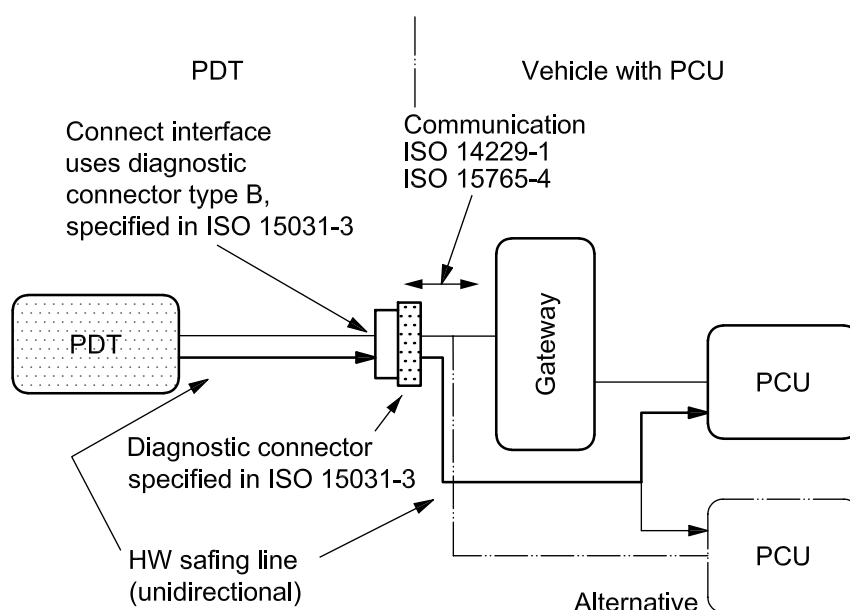 PDT
Vehicle with PCU
Connect interface
uses diagnostic
connector type B,
specified in ISO 15031-3
Communication
ISO 14229-1
ISO 15765-4
PDT
Gateway
PCU
Diagnostic connector
specified in ISO 15031-3
HW safing line
(unidirectional)
PCU
Alternative